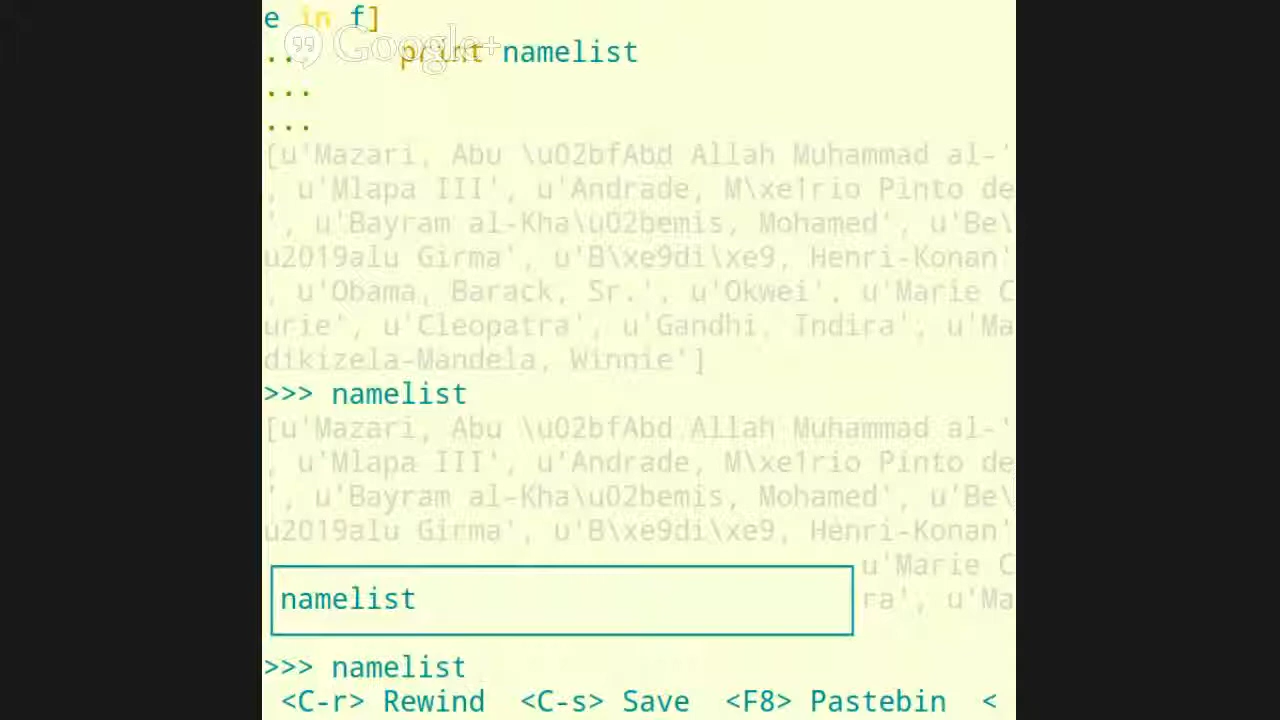 e in f]
...     print namelist
Google+
...
...
[u'Mazari, Abu \u02bfAbd Allah Muhammad al-'
, u'Mlapa III', u'Andrade, M\xe1rio Pinto de
', u'Bayram al-Kha\u02bemis, Mohamed', u'Be\
u2019alu Girma', u'B\xe9di\xe9, Henri-Konan'
, u'Obama, Barack, Sr.', u'Okwei', u'Marie C
urie', u'Cleopatra', u'Gandhi, Indira', u'Ma
dikizela-Mandela, Winnie']
>>> namelist
[u'Mazari, Abu \u02bfAbd Allah Muhammad al-'
, u'Mlapa III', u'Andrade, M\xe1rio Pinto de
', u'Bayram al-Kha\u02bemis, Mohamed', u'Be\
u2019alu Girma', u'B\xe9di\xe9, Henri-Konan'
u'Marie C
namelist
ra', u'Ma
>>> namelist
<C-r> Rewind  <C-s> Save  <F8> Pastebin  <